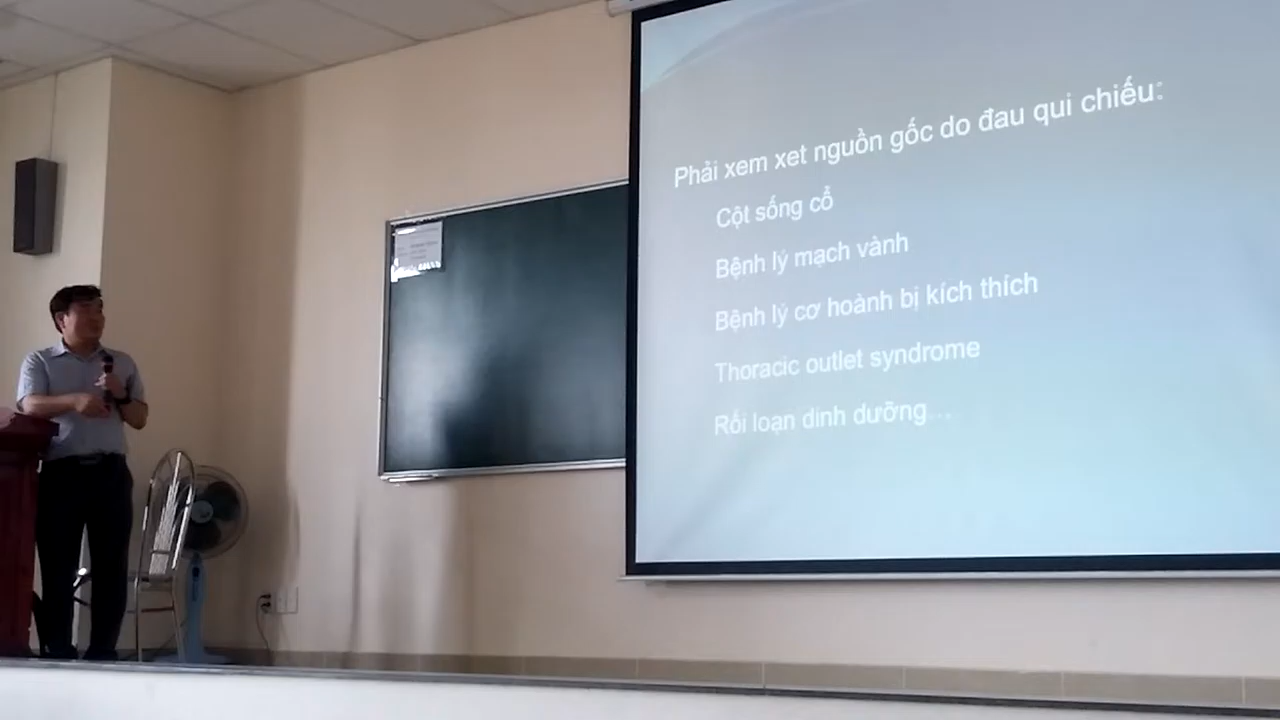 Phải xem xet nguồn gốc do đau qui chiếu:
Cột sống cổ
Bệnh lý mạch vành
Bệnh lý cơ hoành bị kích thích
Thoracic outlet syndrome
Rối loạn dinh dưỡng...